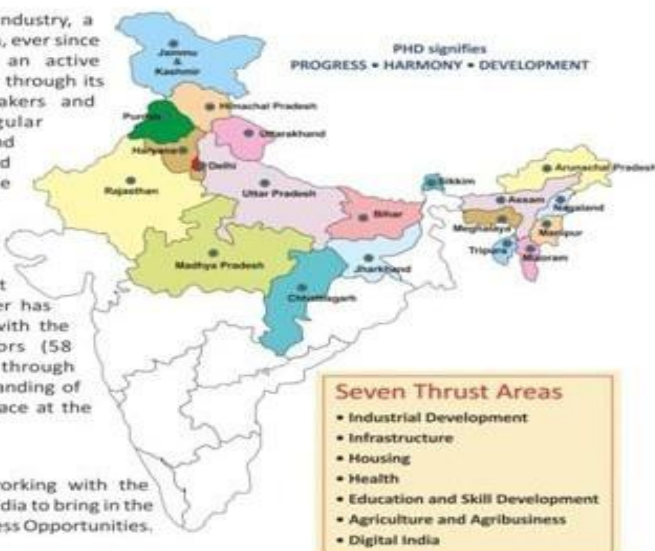 ndustry, a
, ever since
an active
through its
akers and
gular
nd
d
e
t
er has
with the
ors (58
through
anding of
ace at the
orking with the
dia to bring in the
ess Opportunities.
PHD signifies
PROGRESS • HARMONY • DEVELOPMENT
Jammu
&
Kashmir
Himachal Pradesh
Punjab
Uttarakhand
Haryana
Delhi
Rajasthan
Uttar Pradesh
Bihar
Sikkim
Arunachal Pradesh
Assam
Nagaland
Meghalaya
Manipur
Tripura
Mizoram
Madhya Pradesh
Jharkhand
Chhattisgarh
Seven Thrust Areas
• Industrial Development
• Infrastructure
• Housing
• Health
• Education and Skill Development
• Agriculture and Agribusiness
• Digital India